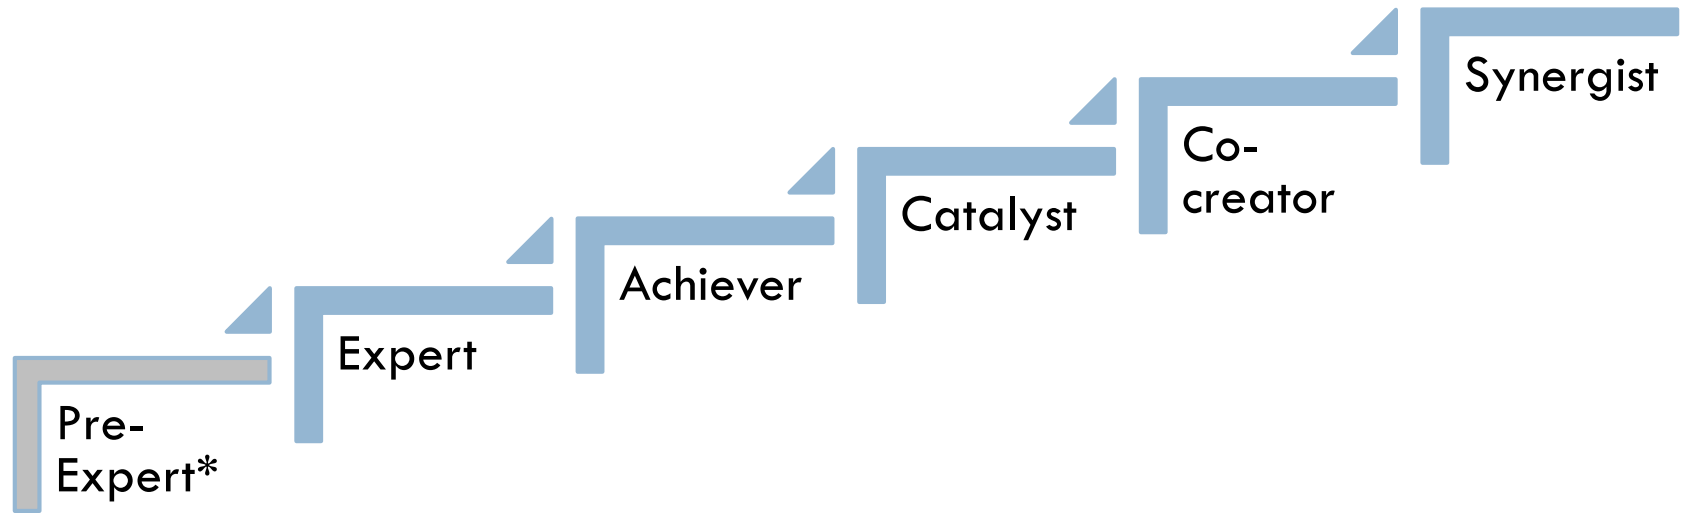 Synergist
Co-
creator
Catalyst
Achiever
Expert
Pre-
Expert*